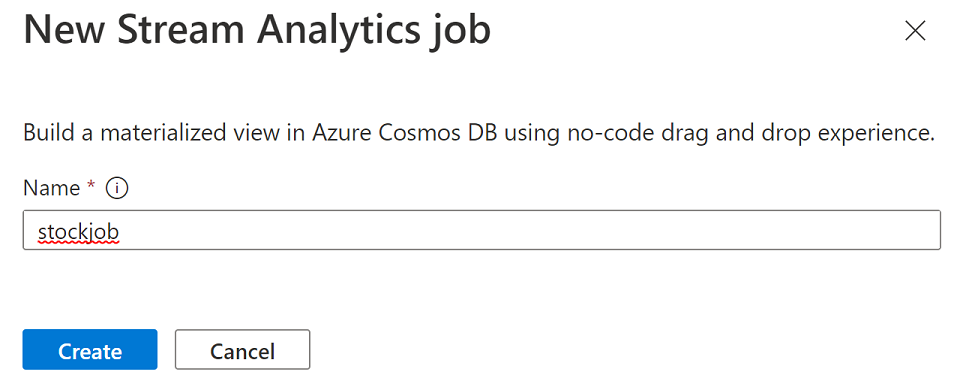 New Stream Analytics job
Build a materialized view in Azure Cosmos DB using no-code drag and drop experience.
Name *
stockjob
Create Cancel